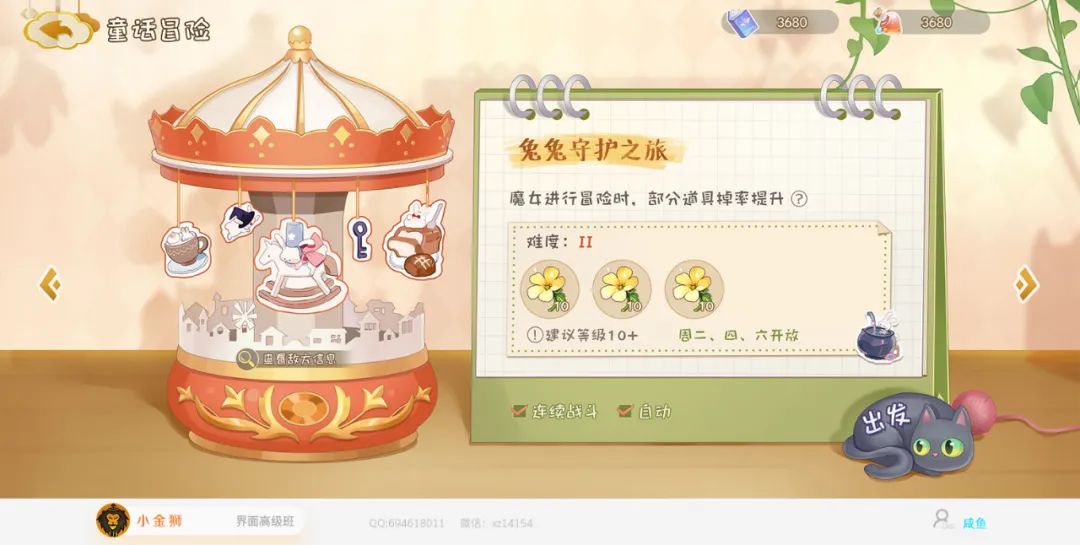 童话冒险
3680
3680
兔兔守护之旅
魔女进行冒险时，部分道具掉率提升?
难度：II
10
10
10
!建议等级10+
周二、四、六开放
查看敌方信息
连续战斗
自动
出发
小金狮
界面高级班
QQ:694618011
微信：xz14154
咸鱼